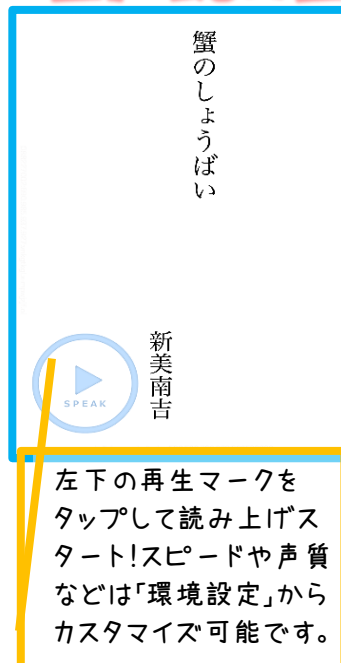 蟹のしょうばい
新美南吉
SPEAK
左下の再生マークを
タップして読み上げス
タート!スピードや声質
などは「環境設定」から
カスタマイズ可能です。